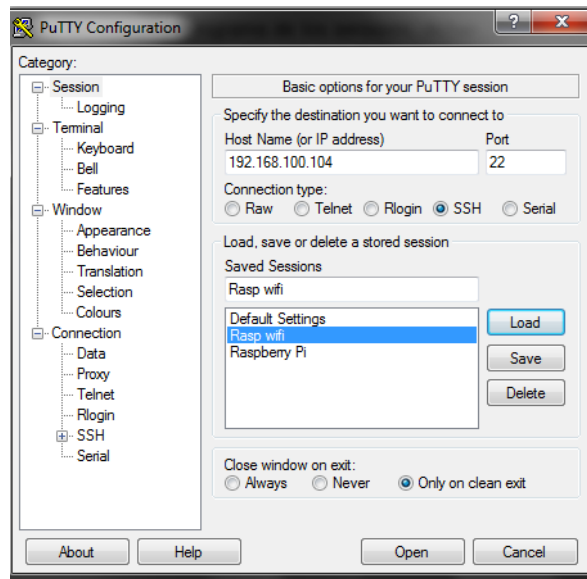 PuTTY Configuration
?
X
Category:
Session
Logging
Terminal
Keyboard
Bell
Features
Window
Appearance
Behaviour
Translation
Selection
Colours
Connection
Data
Proxy
Telnet
Rlogin
SSH
Serial
Basic options for your PuTTY session
Specify the destination you want to connect to
Host Name (or IP address) Port
192.168.100.104 22
Connection type:
Raw Telnet Rlogin SSH Serial
Load, save or delete a stored session
Saved Sessions
Rasp wifi
Default Settings
Rasp wifi
Raspberry Pi
Load
Save
Delete
Close window on exit:
Always Never Only on clean exit
About Help Open Cancel